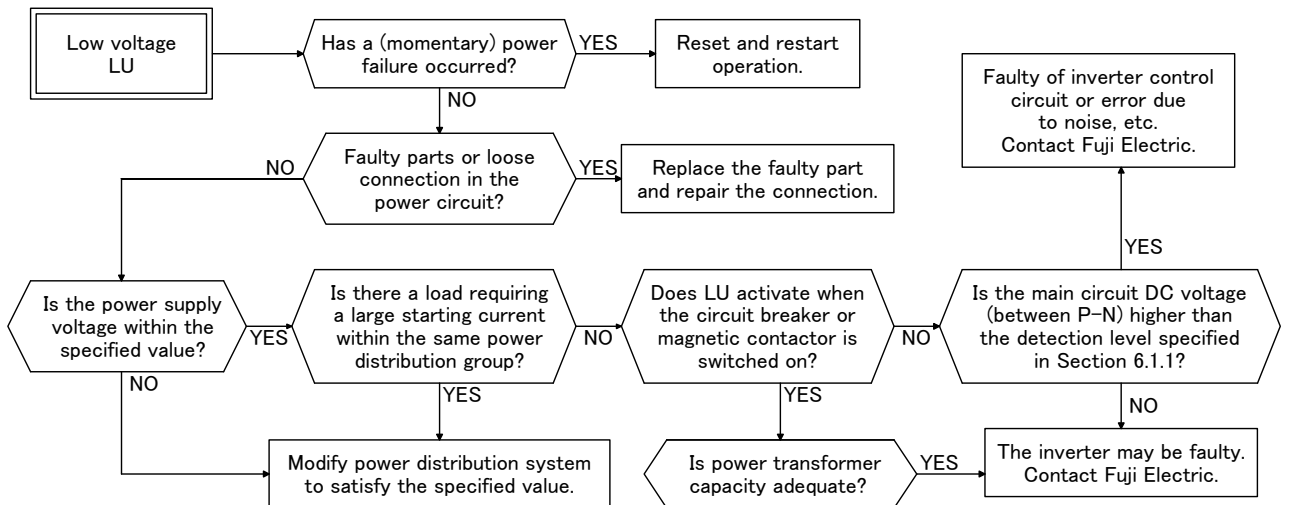 Low voltage
LU
Has a (momentary) power
failure occurred?
YES
Reset and restart
operation.
NO
Faulty of inverter control
circuit or error due
to noise, etc.
Contact Fuji Electric.
Faulty parts or loose
connection in the
power circuit?
NO
YES
Replace the faulty part
and repair the connection.
YES
Is the power supply
voltage within the
specified value?
YES
NO
Is there a load requiring
a large starting current
within the same power
distribution group?
NO
YES
Does LU activate when
the circuit breaker or
magnetic contactor is
switched on?
NO
YES
Is the main circuit DC voltage
(between P-N) higher than
the detection level specified
in Section 6.1.1?
NO
Modify power distribution system
to satisfy the specified value.
Is power transformer
capacity adequate?
YES
The inverter may be faulty.
Contact Fuji Electric.